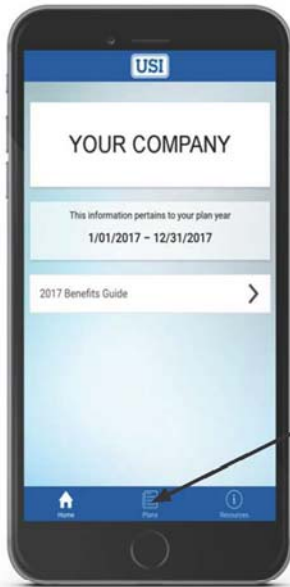 USI
YOUR COMPANY
This information pertains to your plan year
1/01/2017 – 12/31/2017
2017 Benefits Guide
Home
Plans
Resources